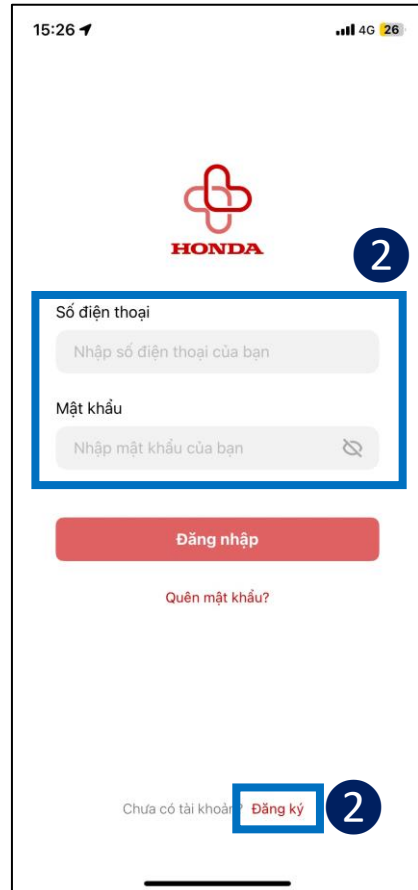 15:26 4G 26
HONDA
2
Số điện thoại
Nhập số điện thoại của bạn
Mật khẩu
Nhập mật khẩu của bạn
Đăng nhập
Quên mật khẩu?
Chưa có tài khoản? Đăng ký 2